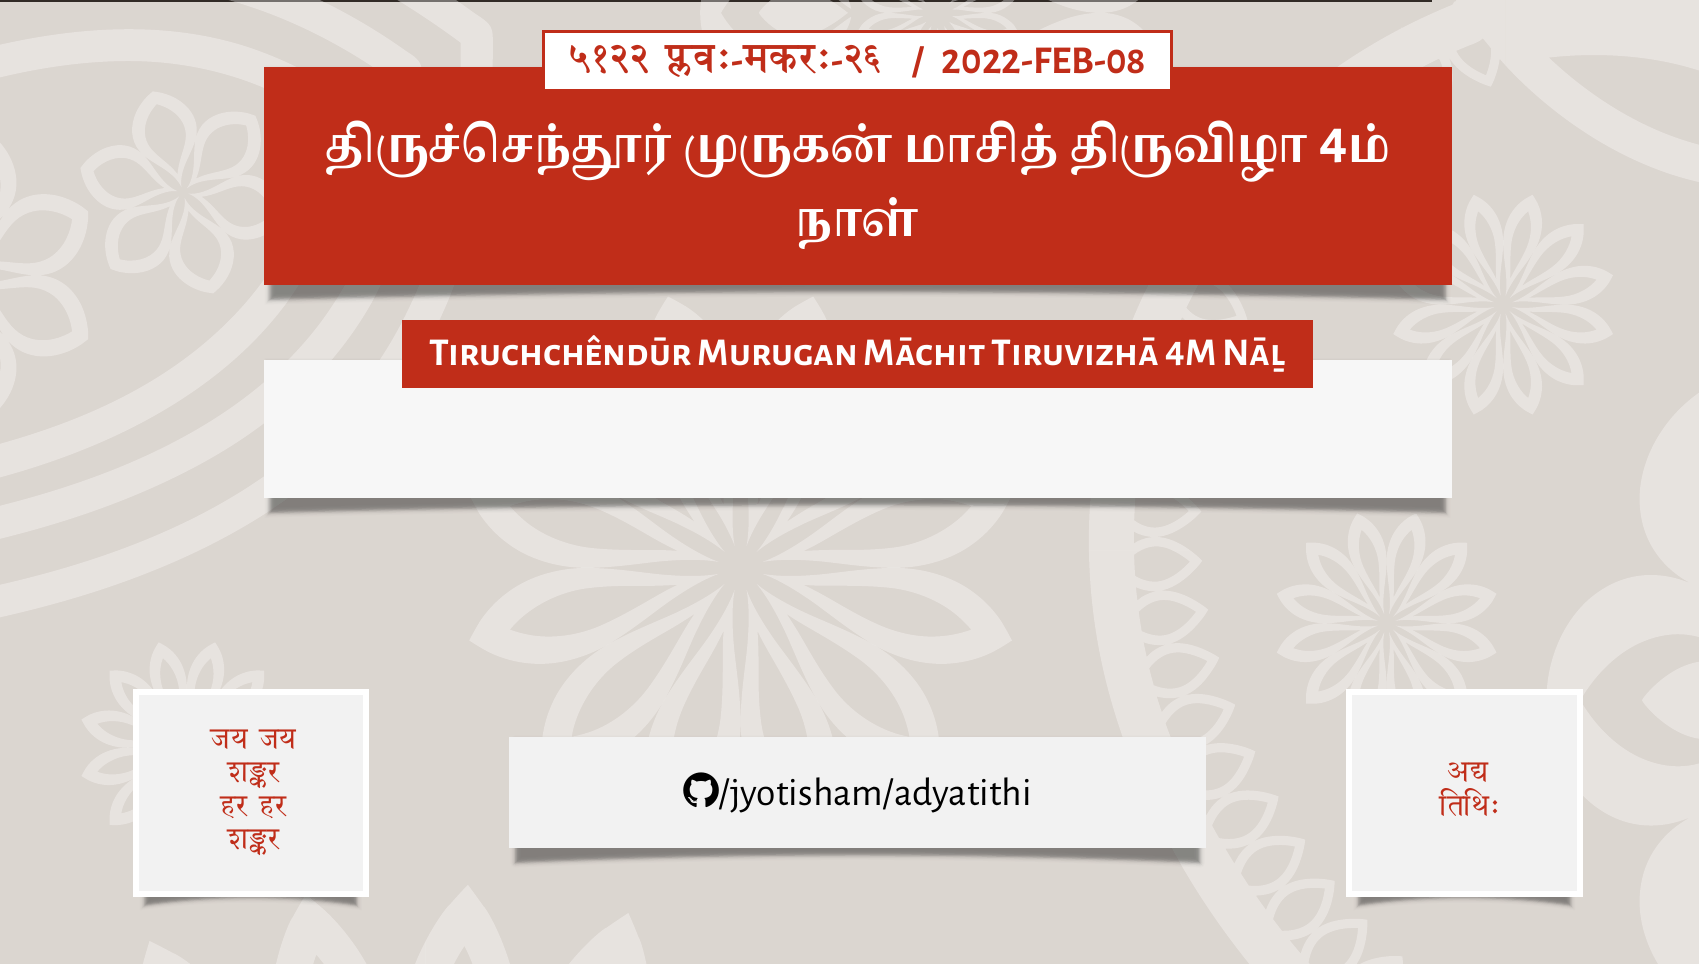 ५१२२ प्लवः-मकरः-२६ / 2022-FEB-08
திருச்செந்தூர் முருகன் மாசித் திருவிழா 4ம்
நாள்
Tiruchchêndūr Murugan Māchit Tiruvizhā 4m Nāḻ
जय जय
शङ्कर
हर हर
शङ्कर
/jyotisham/adyatithi
अद्य
तिथिः